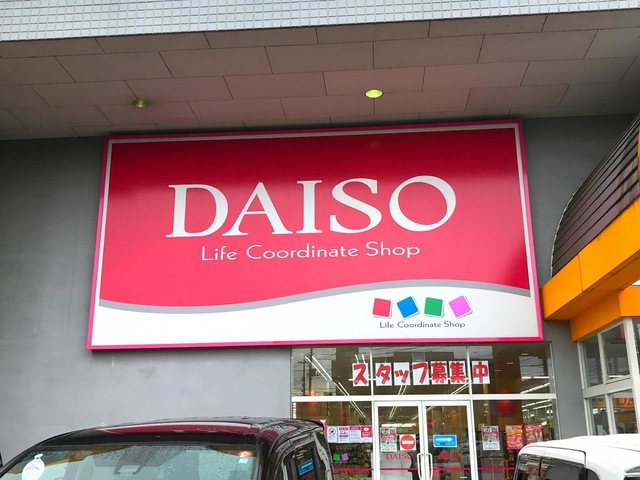 DAISO
Life Coordinate Shop
Life Coordinate Shop
スタッフ募集中
DAISO